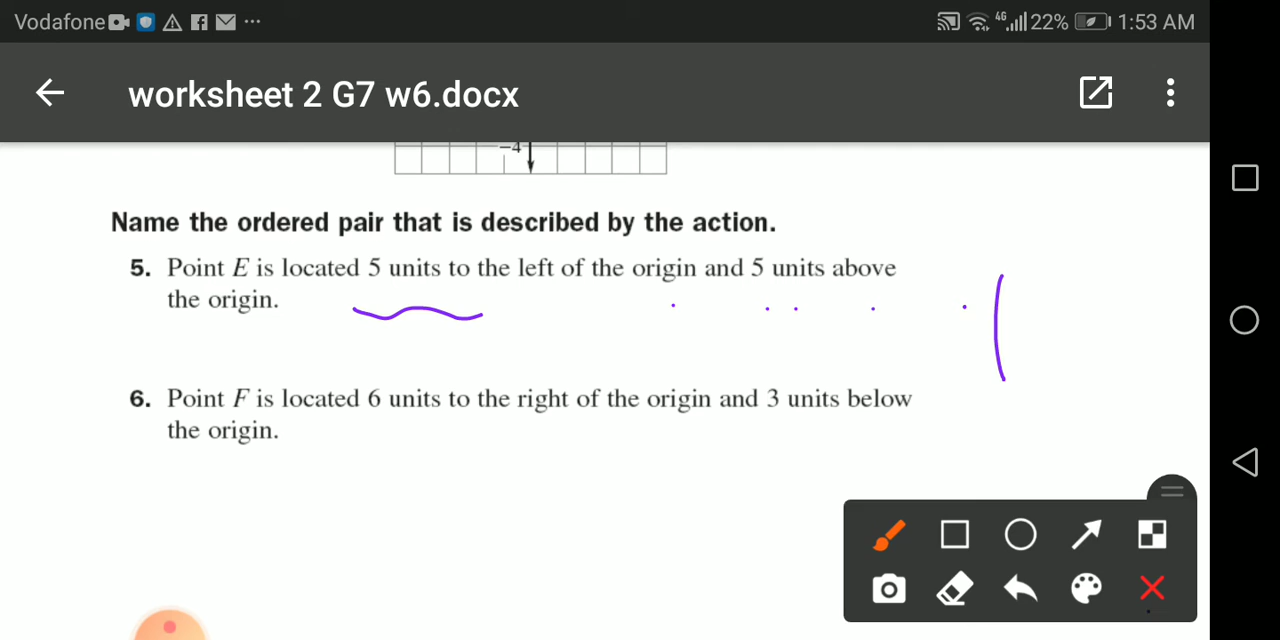 Vodafone ... 4G 22% 1:53 AM
worksheet 2 G7 w6.docx
−4
Name the ordered pair that is described by the action.
5. Point E is located 5 units to the left of the origin and 5 units above
the origin.
(
6. Point F is located 6 units to the right of the origin and 3 units below
the origin.